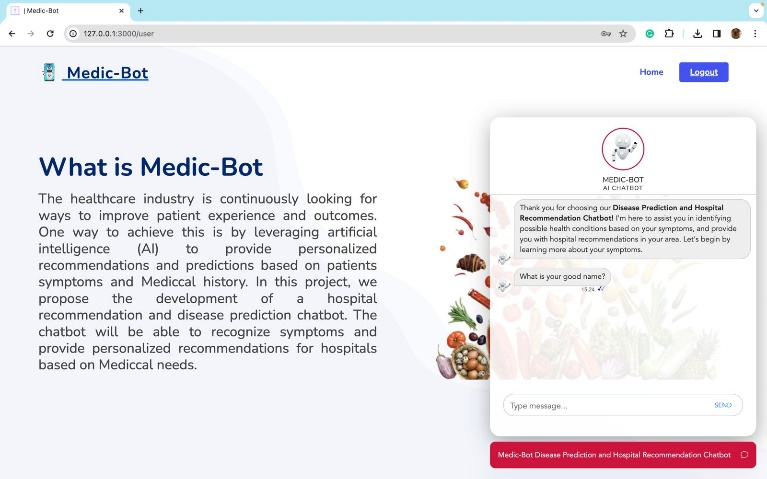 | Medic-Bot
127.0.0.1:3000/user
Medic-Bot
Home
Logout
What is Medic-Bot
The healthcare industry is continuously looking for
ways to improve patient experience and outcomes.
One way to achieve this is by leveraging artificial
intelligence (AI) to provide personalized
recommendations and predictions based on patients
symptoms and Mediccal history. In this project, we
propose the development of a hospital
recommendation and disease prediction chatbot. The
chatbot will be able to recognize symptoms and
provide personalized recommendations for hospitals
based on Mediccal needs.
MEDIC-BOT
AI CHATBOT
Thank you for choosing our Disease Prediction and Hospital
Recommendation Chatbot! I'm here to assist you in identifying
possible health conditions based on your symptoms, and provide
you with hospital recommendations in your area. Let's begin by
learning more about your symptoms.
What is your good name?
15:24
Type message...
SEND
Medic-Bot Disease Prediction and Hospital Recommendation Chatbot